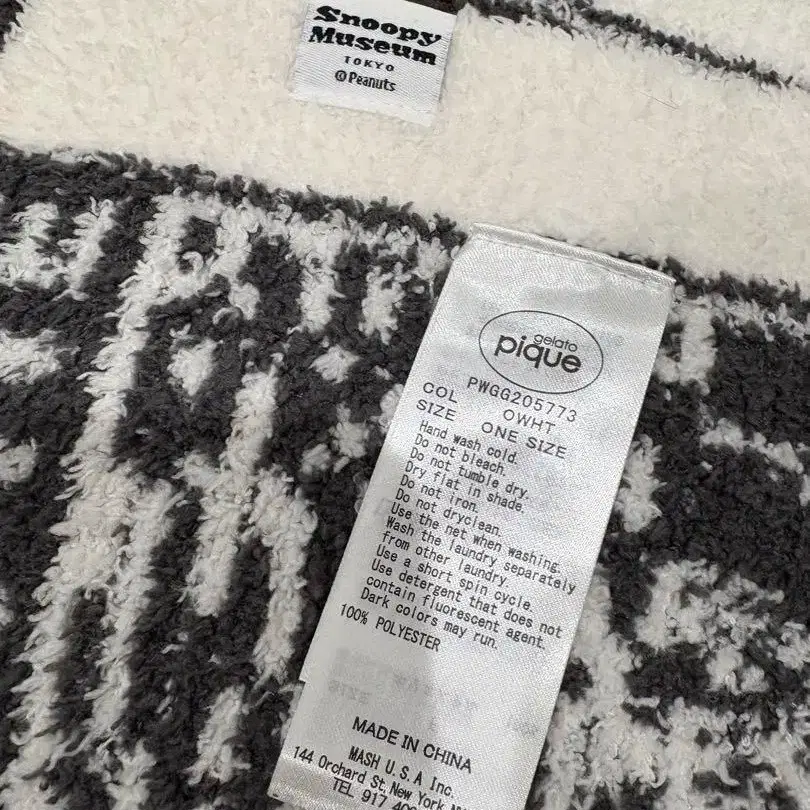 Snoopy
Museum
TOKYO
© Peanuts
gelato
pique
PWGG205773
COL OWHT
SIZE ONE SIZE
Hand wash cold.
Do not bleach.
Do not tumble dry.
Dry flat in shade.
Do not iron.
Do not dryclean.
Use the net when washing.
Wash the laundry separately
from other laundry.
Use a short spin cycle.
Use detergent that does not
contain fluorescent agent.
Dark colors may run.
100% POLYESTER
MADE IN CHINA
MASH U.S.A Inc.
144 Orchard St, New York
TEL 917